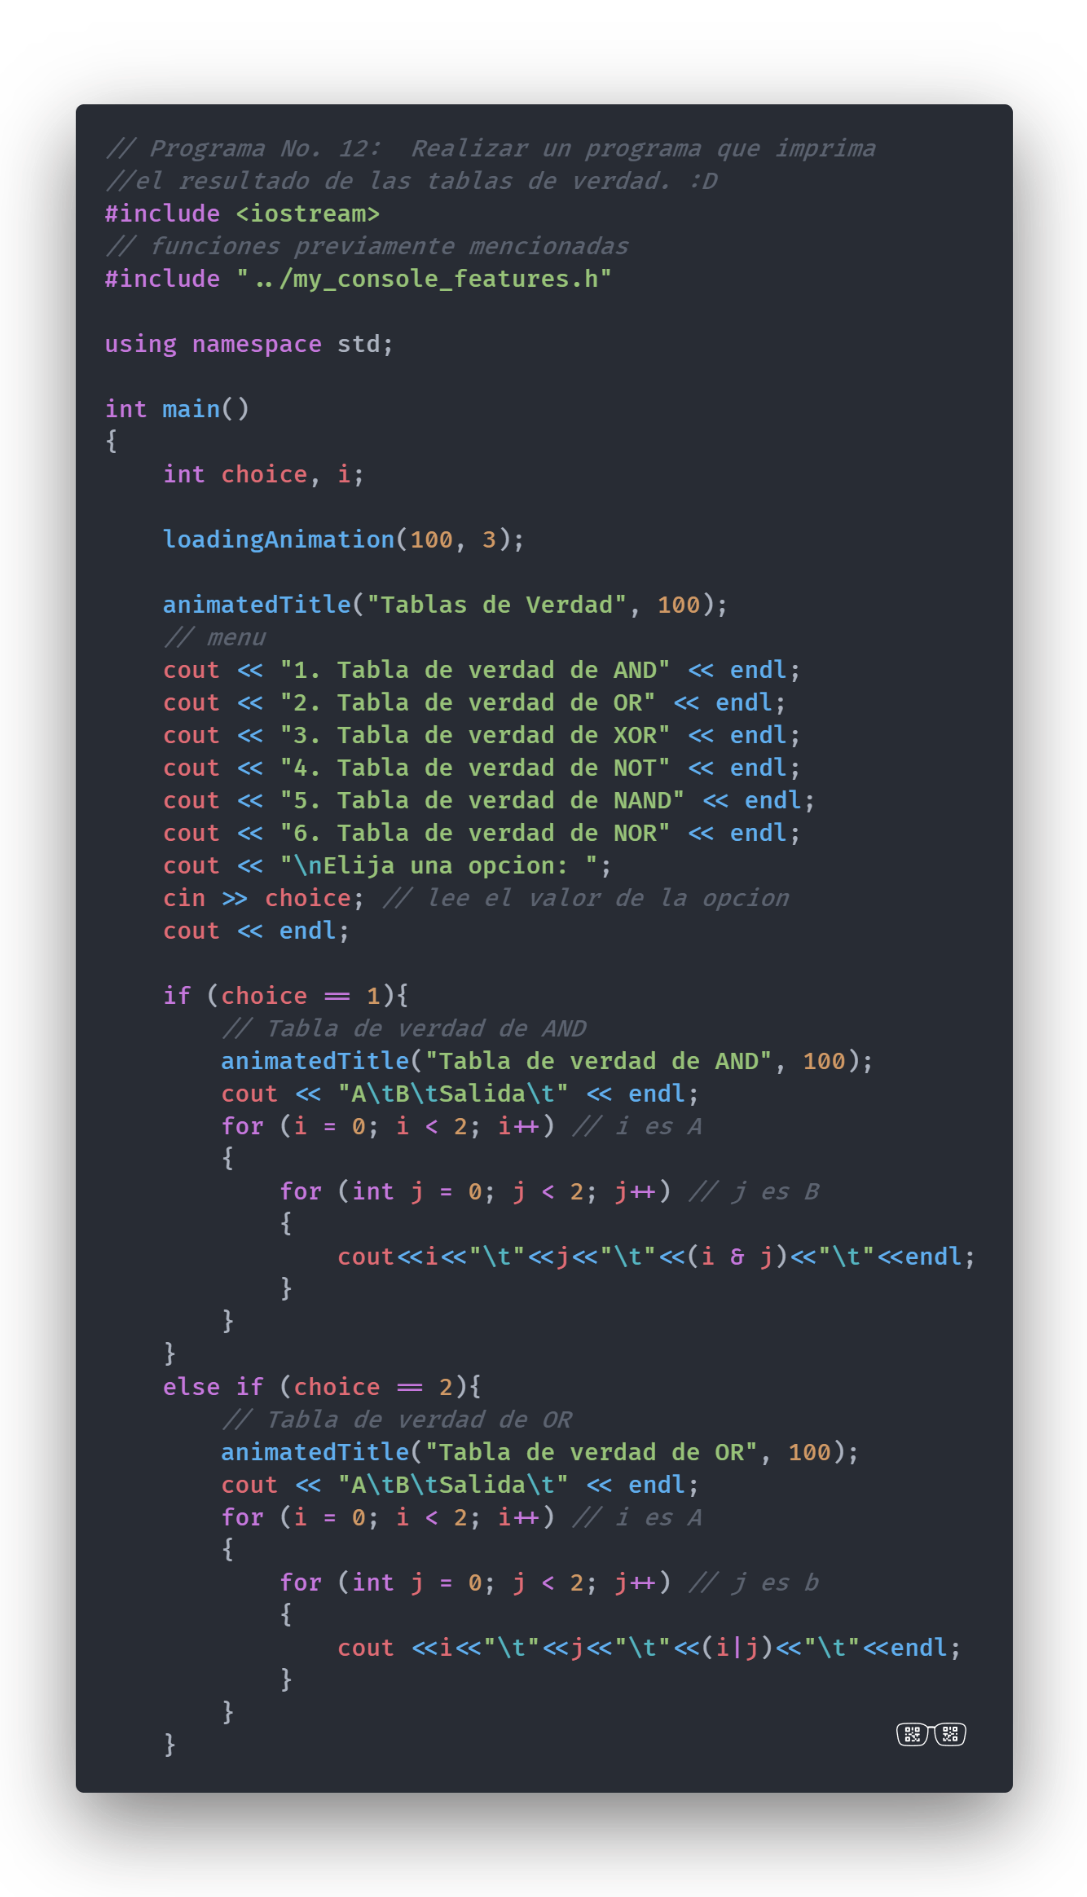 // Programa No. 12:  Realizar un programa que imprima
//el resultado de las tablas de verdad. :D
#include <iostream>
// funciones previamente mencionadas
#include "../my_console_features.h"

using namespace std;

int main()
{
    int choice, i;

    loadingAnimation(100, 3);

    animatedTitle("Tablas de Verdad", 100);
    // menu
    cout << "1. Tabla de verdad de AND" << endl;
    cout << "2. Tabla de verdad de OR" << endl;
    cout << "3. Tabla de verdad de XOR" << endl;
    cout << "4. Tabla de verdad de NOT" << endl;
    cout << "5. Tabla de verdad de NAND" << endl;
    cout << "6. Tabla de verdad de NOR" << endl;
    cout << "\nElija una opcion: ";
    cin >> choice; // lee el valor de la opcion
    cout << endl;

    if (choice == 1){
        // Tabla de verdad de AND
        animatedTitle("Tabla de verdad de AND", 100);
        cout << "A\tB\tSalida\t" << endl;
        for (i = 0; i < 2; i++) // i es A
        {
            for (int j = 0; j < 2; j++) // j es B
            {
                cout<<i<<"\t"<<j<<"\t"<<(i & j)<<"\t"<<endl;
            }
        }
    }
    else if (choice == 2){
        // Tabla de verdad de OR
        animatedTitle("Tabla de verdad de OR", 100);
        cout << "A\tB\tSalida\t" << endl;
        for (i = 0; i < 2; i++) // i es A
        {
            for (int j = 0; j < 2; j++) // j es b
            {
                cout <<i<<"\t"<<j<<"\t"<<(i|j)<<"\t"<<endl;
            }
        }
    }